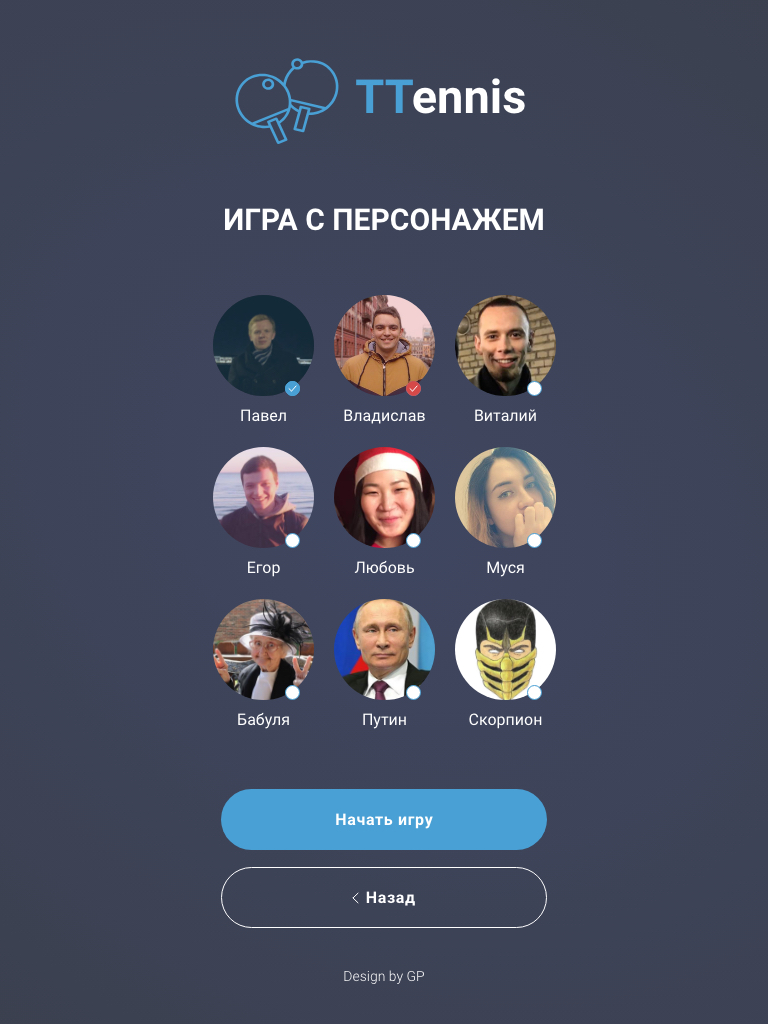 TTennis
ИГРА С ПЕРСОНАЖЕМ
Павел
Владислав
Виталий
Егор
Любовь
Муся
Бабуля
Путин
Скорпион
Начать игру
Назад
Design by GP